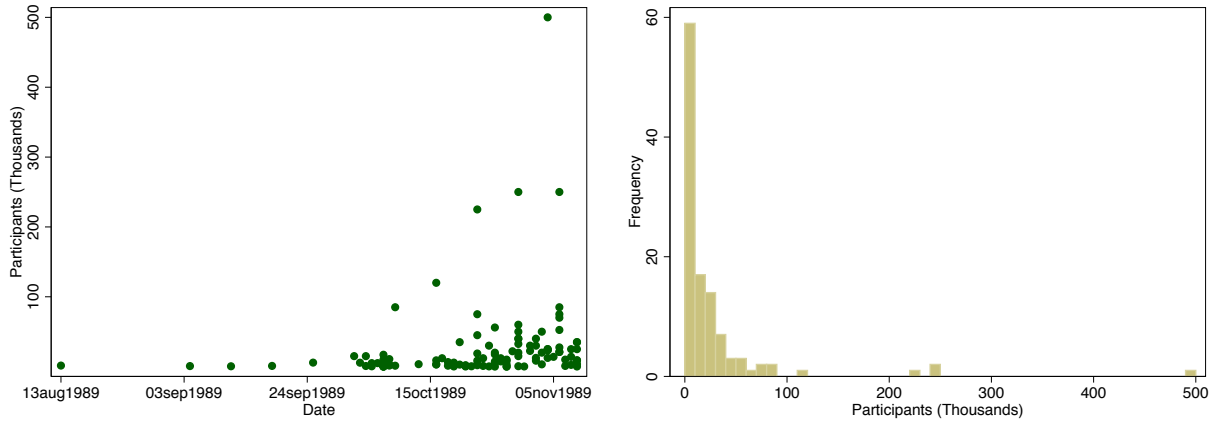 500
400
300
200
100
Participants (Thousands)
13aug1989 03sep1989 24sep1989 15oct1989 05nov1989
Date
60
40
20
0
Frequency
0 100 200 300 400 500
Participants (Thousands)